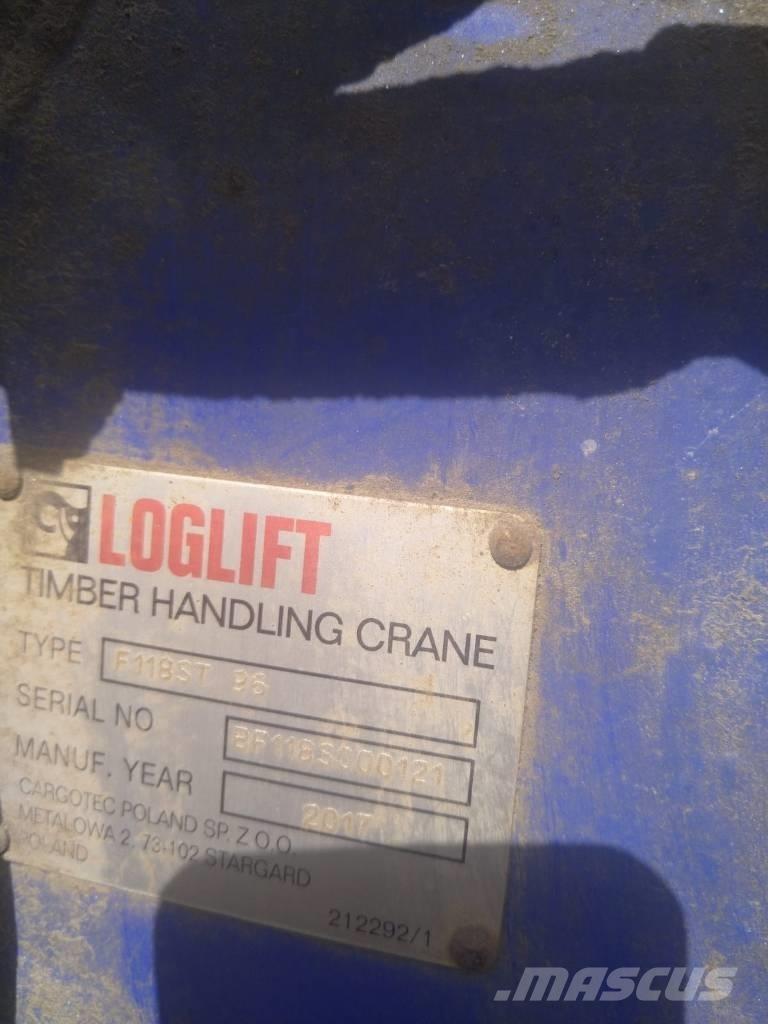 LOGLIFT
TIMBER HANDLING CRANE
TYPE F118ST 96
SERIAL NO BF118SC00121
MANUF. YEAR 2017
CARGOTEC POLAND SP. Z O.O.
METALOWA 2, 73-102 STARGARD
POLAND
212292/1
.MASCUS